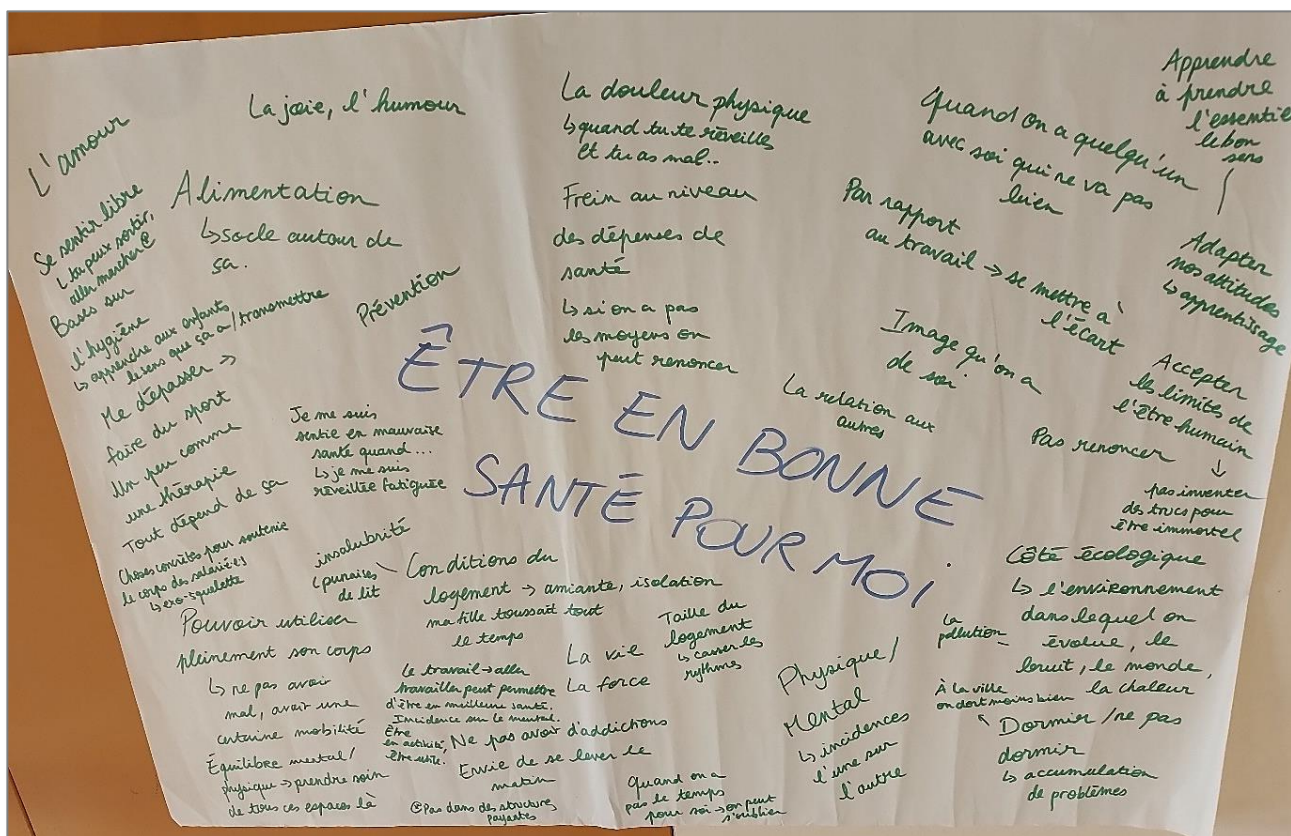 L'amour
La joie, l'humour
Se sentir libre
↳ tu peux sortir,
aller marcher @
Alimentation
↳ socle autour de
ça.
Bases sur
l'hygiène
↳ apprendre aux enfants
le sens que ça a / transmettre
Prévention
Me dépasser →
faire du sport
Un peu comme
une thérapie
Tout dépend de ça
Je me suis
sentie en mauvaise
santé quand...
↳ je me suis
réveillée fatiguée
Choses concrètes pour soutenir
le corps des salarié·es
↳ exo-squelette
insalubrité
(punaises
de lit
Conditions du
logement → amiante, isolation
ma fille toussait tout
le temps
Pouvoir utiliser
pleinement son corps
↳ ne pas avoir
mal, avoir une
certaine mobilité
Équilibre mental/
physique → prendre soin
de tous ces espaces là
Le travail → aller
travailler peut permettre
d'être en meilleure santé.
Incidence sur le mental.
Être
en activité,
être utile.
La vie
La force
Ne pas avoir d'addictions
Envie de se lever le
matin
@ Pas dans des structures
payantes
Taille du
logement
↳ casser les
rythmes
Quand on a
pas le temps
pour soi → on peut
s'oublier
ÊTRE EN BONNE
SANTÉ POUR MOI
La douleur physique
↳ quand tu te réveilles
et tu as mal..
Frein au niveau
des dépenses de
santé
↳ si on a pas
les moyens on
peut renoncer
Quand on a quelqu'un
avec soi qui ne va pas
bien
Par rapport
au travail → se mettre à
l'écart
Image qu'on a
de soi
La relation aux
autres
Apprendre
à prendre
l'essentiel
le bon
sens
Adapter
nos attitudes
↳ apprentissage
Accepter
les limites de
l'être humain
Pas renoncer
↓
pas inventer
des trucs pour
être immortel
Côté écologique
↳ l'environnement
dans lequel on
évolue, le
bruit, le monde,
la chaleur
la
pollution
Physique/
Mental
↳ incidences
l'une sur
l'autre
À la ville
on dort moins bien
Dormir / ne pas
dormir
↳ accumulation
de problèmes